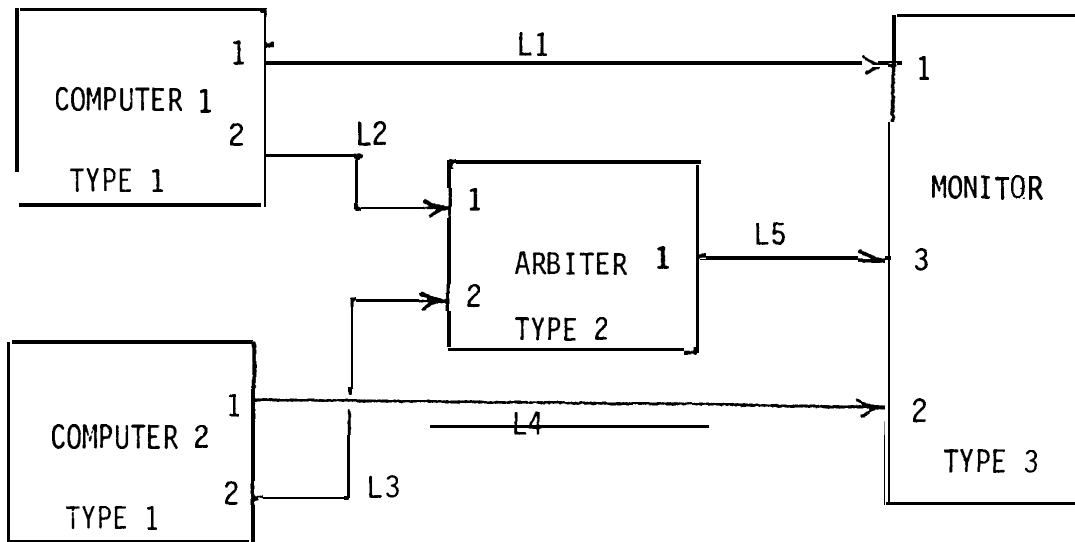 1
L1
1
COMPUTER 1
2
L2
TYPE 1
1
MONITOR
ARBITER 1
L5
3
2
TYPE 2
1
L4
2
COMPUTER 2
TYPE 3
2
L3
TYPE 1